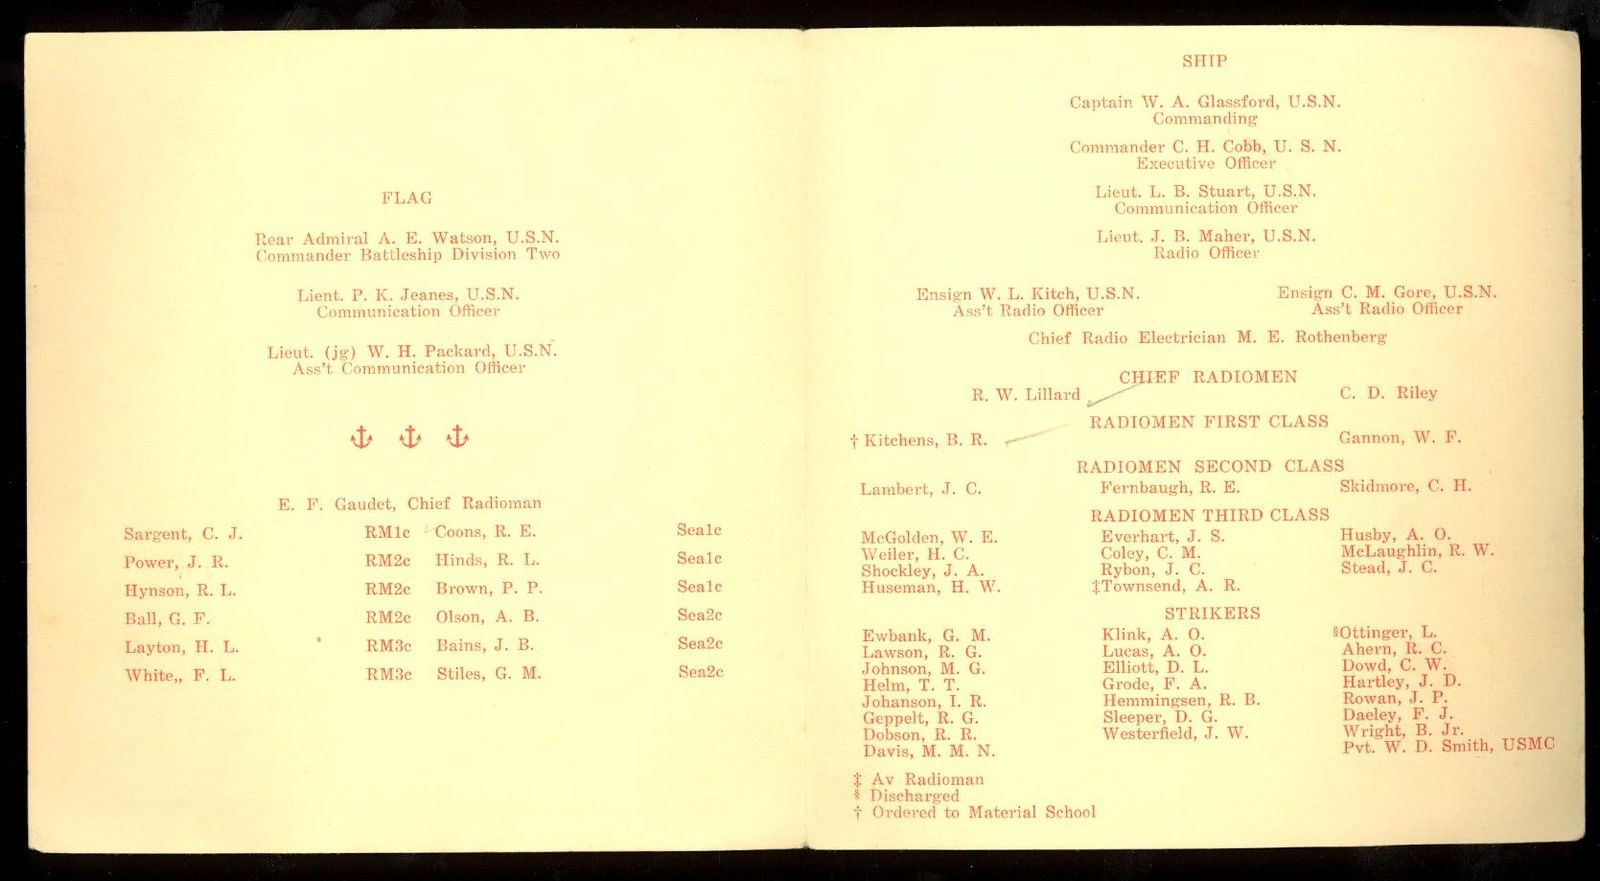 FLAG
Rear Admiral A. E. Watson, U.S.N.
Commander Battleship Division Two
Lient. P. K. Jeanes, U.S.N.
Communication Officer
Lieut. (jg) W. H. Packard, U.S.N.
Ass't Communication Officer
E. F. Gaudet, Chief Radioman
Sargent, C. J. RM1c Coons, R. E. Sea1c
Power, J. R. RM2c Hinds, R. L. Sea1c
Hynson, R. L. RM2c Brown, P. P. Sea1c
Ball, G. F. RM2c Olson, A. B. Sea2c
Layton, H. L. RM3c Bains, J. B. Sea2c
White,, F. L. RM3c Stiles, G. M. Sea2c
SHIP
Captain W. A. Glassford, U.S.N.
Commanding
Commander C. H. Cobb, U. S. N.
Executive Officer
Lieut. L. B. Stuart, U.S.N.
Communication Officer
Lieut. J. B. Maher, U.S.N.
Radio Officer
Ensign W. L. Kitch, U.S.N. Ensign C. M. Gore, U.S.N.
Ass't Radio Officer Ass't Radio Officer
Chief Radio Electrician M. E. Rothenberg
CHIEF RADIOMEN
R. W. Lillard C. D. Riley
RADIOMEN FIRST CLASS
† Kitchens, B. R. Gannon, W. F.
RADIOMEN SECOND CLASS
Lambert, J. C. Fernbaugh, R. E. Skidmore, C. H.
RADIOMEN THIRD CLASS
McGolden, W. E. Everhart, J. S. Husby, A. O.
Weiler, H. C. Coley, C. M. McLaughlin, R. W.
Shockley, J. A. Rybon, J. C. Stead, J. C.
Huseman, H. W. ‡Townsend, A. R.
STRIKERS
Ewbank, G. M. Klink, A. O. §Ottinger, L.
Lawson, R. G. Lucas, A. O. Ahern, R. C.
Johnson, M. G. Elliott, D. L. Dowd, C. W.
Helm, T. T. Grode, F. A. Hartley, J. D.
Johanson, I. R. Hemmingsen, R. B. Rowan, J. P.
Geppelt, R. G. Sleeper, D. G. Daeley, F. J.
Dobson, R. R. Westerfield, J. W. Wright, B. Jr.
Davis, M. M. N. Pvt. W. D. Smith, USMC
‡ Av Radioman
§ Discharged
† Ordered to Material School